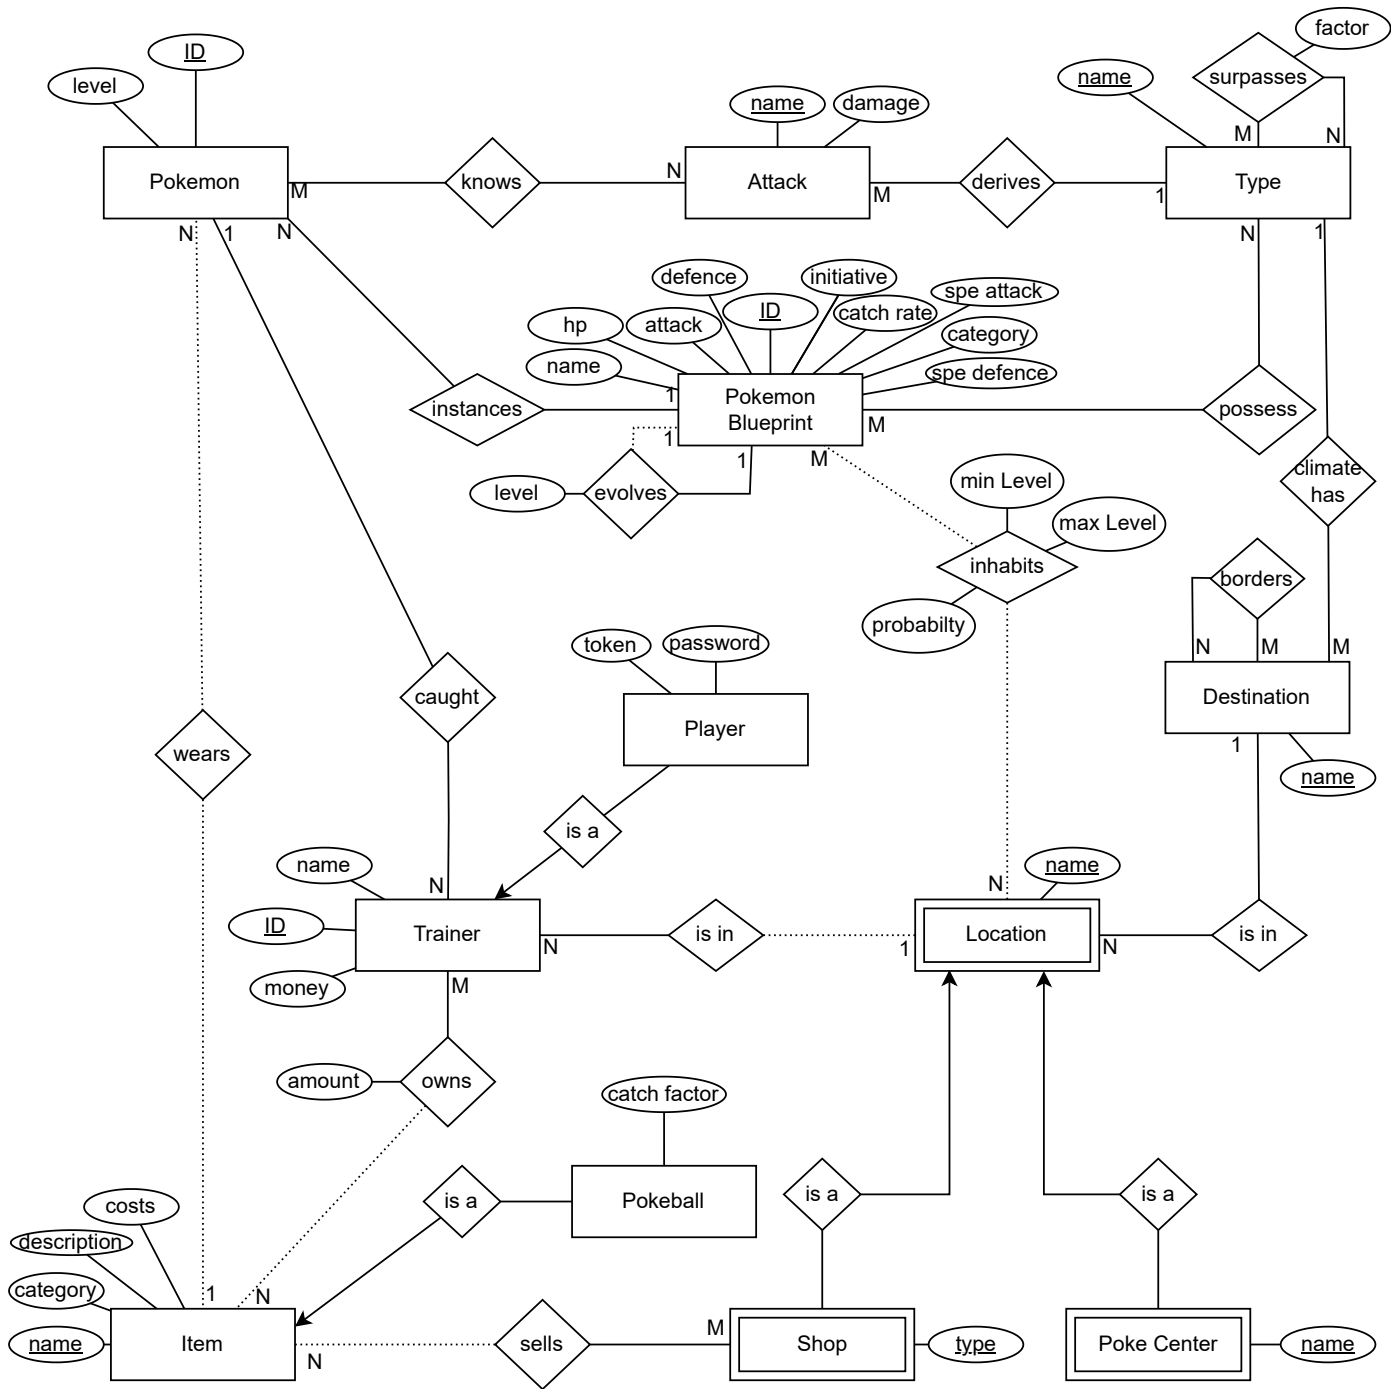 factor
ID
level
name
surpasses
name
damage
M
N
Pokemon
M
knows
N
Attack
M
derives
1
Type
N
1
N
N
1
defence
initiative
spe attack
ID
catch rate
hp
attack
category
name
spe defence
1
Pokemon
Blueprint
instances
M
possess
1
1
M
level
evolves
min Level
climate
has
max Level
inhabits
borders
probabilty
token
password
N
M
M
caught
Player
Destination
wears
1
name
is a
name
name
N
N
ID
Trainer
N
is in
1
Location
N
is in
money
M
amount
owns
catch factor
is a
Pokeball
is a
is a
costs
description
category
1
N
name
Item
N
sells
M
Shop
type
Poke Center
name